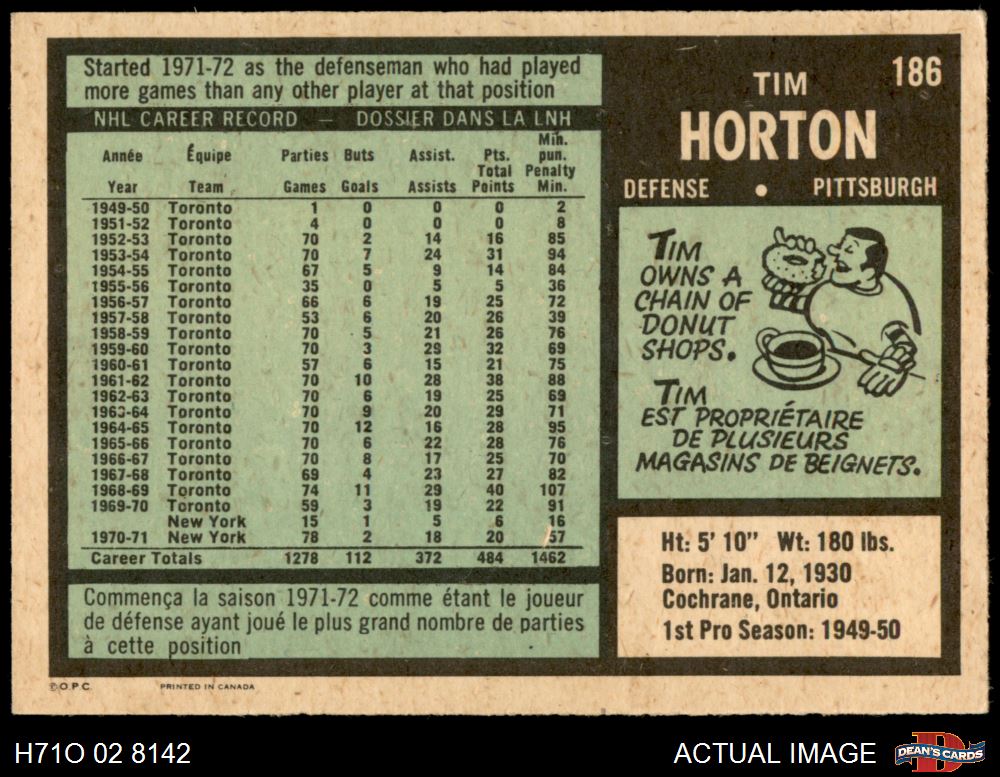 Started 1971-72 as the defenseman who had played
more games than any other player at that position
NHL CAREER RECORD — DOSSIER DANS LA LNH
Année Équipe Parties Buts Assist. Pts. Min. pun.
Year Team Games Goals Assists Total Points Penalty Min.
1949-50 Toronto 1 0 0 0 2
1951-52 Toronto 4 0 0 0 8
1952-53 Toronto 70 2 14 16 85
1953-54 Toronto 70 7 24 31 94
1954-55 Toronto 67 5 9 14 84
1955-56 Toronto 35 0 5 5 36
1956-57 Toronto 66 6 19 25 72
1957-58 Toronto 53 6 20 26 39
1958-59 Toronto 70 5 21 26 76
1959-60 Toronto 70 3 29 32 69
1960-61 Toronto 57 6 15 21 75
1961-62 Toronto 70 10 28 38 88
1962-63 Toronto 70 6 19 25 69
1963-64 Toronto 70 9 20 29 71
1964-65 Toronto 70 12 16 28 95
1965-66 Toronto 70 6 22 28 76
1966-67 Toronto 70 8 17 25 70
1967-68 Toronto 69 4 23 27 82
1968-69 Toronto 74 11 29 40 107
1969-70 Toronto 59 3 19 22 91
New York 15 1 5 6 16
1970-71 New York 78 2 18 20 57
Career Totals 1278 112 372 484 1462
Commença la saison 1971-72 comme étant le joueur
de défense ayant joué le plus grand nombre de parties
à cette position
©O.P.C. PRINTED IN CANADA
186
TIM
HORTON
DEFENSE • PITTSBURGH
TIM
OWNS A
CHAIN OF
DONUT
SHOPS.
TIM
EST PROPRIÉTAIRE
DE PLUSIEURS
MAGASINS DE BEIGNETS.
Ht: 5' 10" Wt: 180 lbs.
Born: Jan. 12, 1930
Cochrane, Ontario
1st Pro Season: 1949-50
H71O 02 8142
ACTUAL IMAGE
D
DEAN'S CARDS